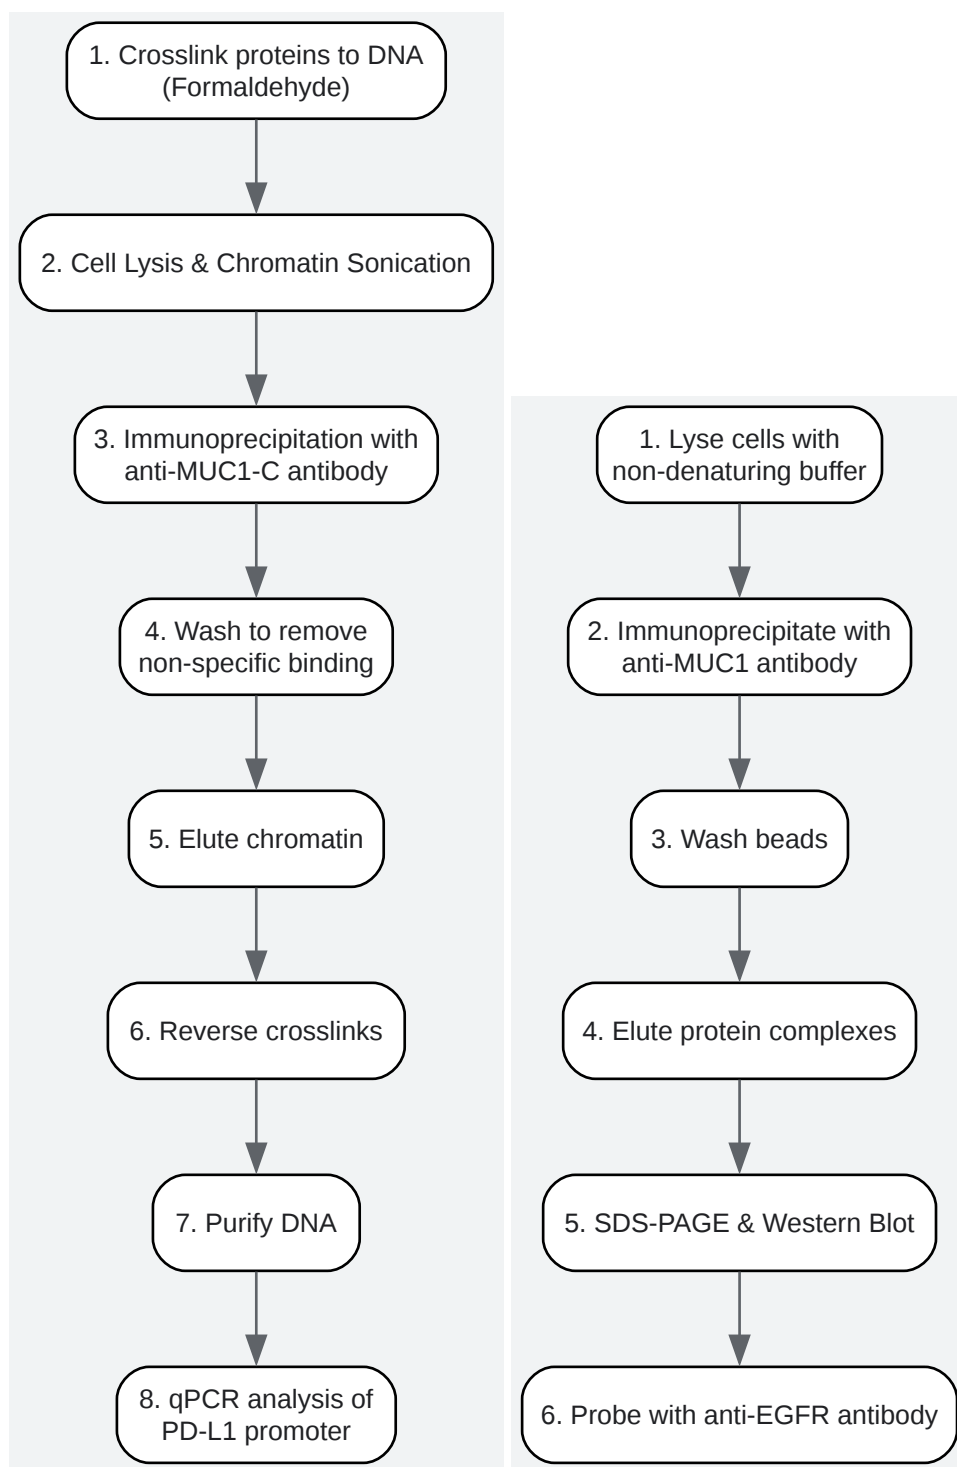 1. Crosslink proteins to DNA
(Formaldehyde)
2. Cell Lysis & Chromatin Sonication
3. Immunoprecipitation with
anti-MUC1-C antibody
4. Wash to remove
non-specific binding
5. Elute chromatin
6. Reverse crosslinks
7. Purify DNA
8. qPCR analysis of
PD-L1 promoter
1. Lyse cells with
non-denaturing buffer
2. Immunoprecipitate with
anti-MUC1 antibody
3. Wash beads
4. Elute protein complexes
5. SDS-PAGE & Western Blot
6. Probe with anti-EGFR antibody